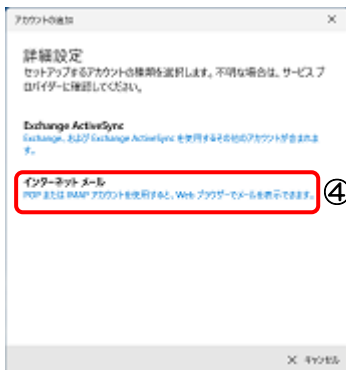 アカウントの追加
詳細設定
セットアップするアカウントの種類を選択します。不明な場合は、サービス プ
ロバイダーに確認してください。
Exchange ActiveSync
Exchange、および Exchange ActiveSync を使用するその他のアカウントが含まれま
す。
インターネット メール
POP または IMAP アカウントを使用すると、Web ブラウザーでメールを表示できます。
④
× キャンセル